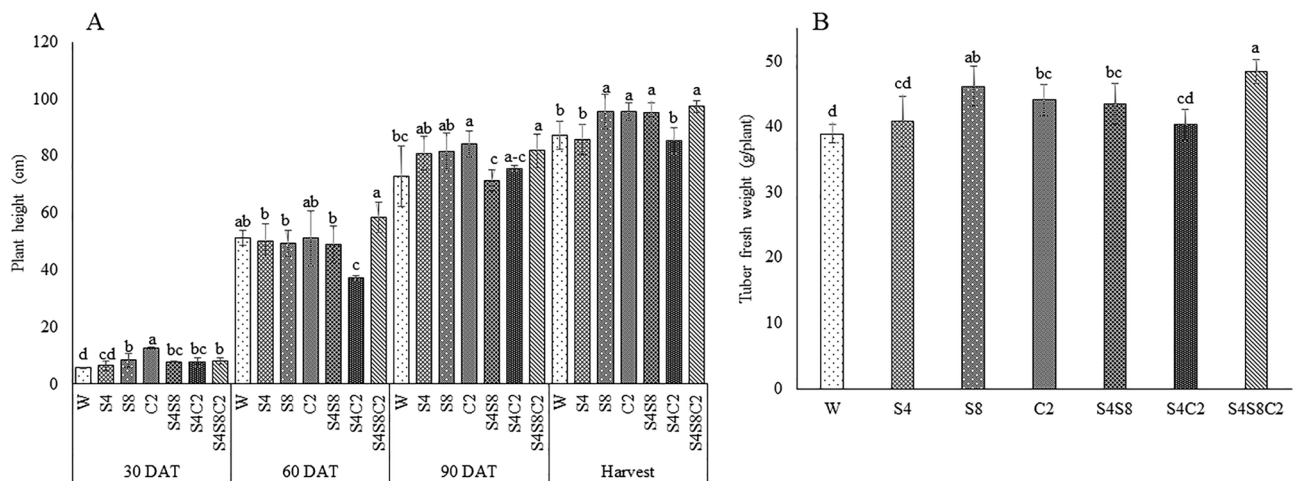 A
Plant height (cm)
120
100
80
60
40
20
0
d cd b a bc bc b
ab b b ab b c a
bc ab ab a c a-c a
b b a a a b a
W S4 S8 C2 S4S8 S4C2 S4S8C2
W S4 S8 C2 S4S8 S4C2 S4S8C2
W S4 S8 C2 S4S8 S4C2 S4S8C2
W S4 S8 C2 S4S8 S4C2 S4S8C2
30 DAT 60 DAT 90 DAT Harvest
B
Tuber fresh weight (g/plant)
50
40
30
20
10
0
d cd ab bc bc cd a
W S4 S8 C2 S4S8 S4C2 S4S8C2